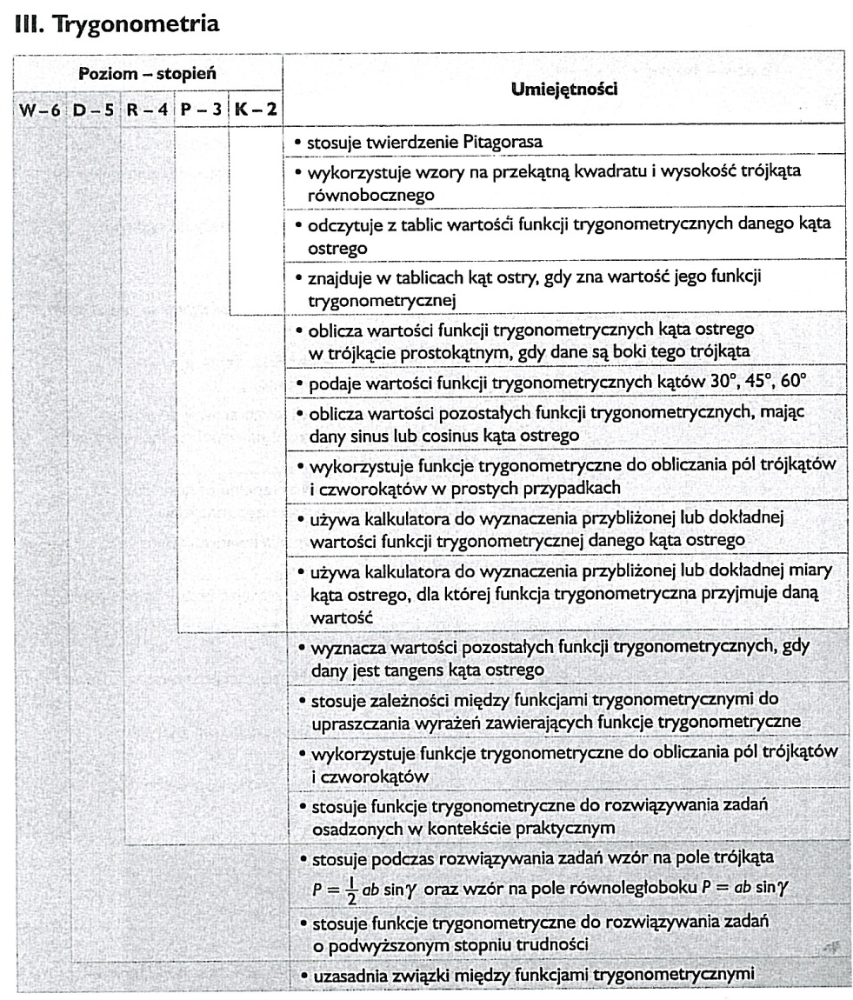 III. Trygonometria
Poziom – stopień
Umiejętności
W – 6 D – 5 R – 4 P – 3 K – 2
• stosuje twierdzenie Pitagorasa
• wykorzystuje wzory na przekątną kwadratu i wysokość trójkąta
równobocznego
• odczytuje z tablic wartości funkcji trygonometrycznych danego kąta
ostrego
• znajduje w tablicach kąt ostry, gdy zna wartość jego funkcji
trygonometrycznej
• oblicza wartości funkcji trygonometrycznych kąta ostrego
w trójkącie prostokątnym, gdy dane są boki tego trójkąta
• podaje wartości funkcji trygonometrycznych kątów 30°, 45°, 60°
• oblicza wartości pozostałych funkcji trygonometrycznych, mając
dany sinus lub cosinus kąta ostrego
• wykorzystuje funkcje trygonometryczne do obliczania pól trójkątów
i czworokątów w prostych przypadkach
• używa kalkulatora do wyznaczenia przybliżonej lub dokładnej
wartości funkcji trygonometrycznej danego kąta ostrego
• używa kalkulatora do wyznaczenia przybliżonej lub dokładnej miary
kąta ostrego, dla której funkcja trygonometryczna przyjmuje daną
wartość
• wyznacza wartości pozostałych funkcji trygonometrycznych, gdy
dany jest tangens kąta ostrego
• stosuje zależności między funkcjami trygonometrycznymi do
upraszczania wyrażeń zawierających funkcje trygonometryczne
• wykorzystuje funkcje trygonometryczne do obliczania pól trójkątów
i czworokątów
• stosuje funkcje trygonometryczne do rozwiązywania zadań
osadzonych w kontekście praktycznym
• stosuje podczas rozwiązywania zadań wzór na pole trójkąta
P = 1/2 ab sinγ oraz wzór na pole równoległoboku P = ab sinγ
• stosuje funkcje trygonometryczne do rozwiązywania zadań
o podwyższonym stopniu trudności
• uzasadnia związki między funkcjami trygonometrycznymi